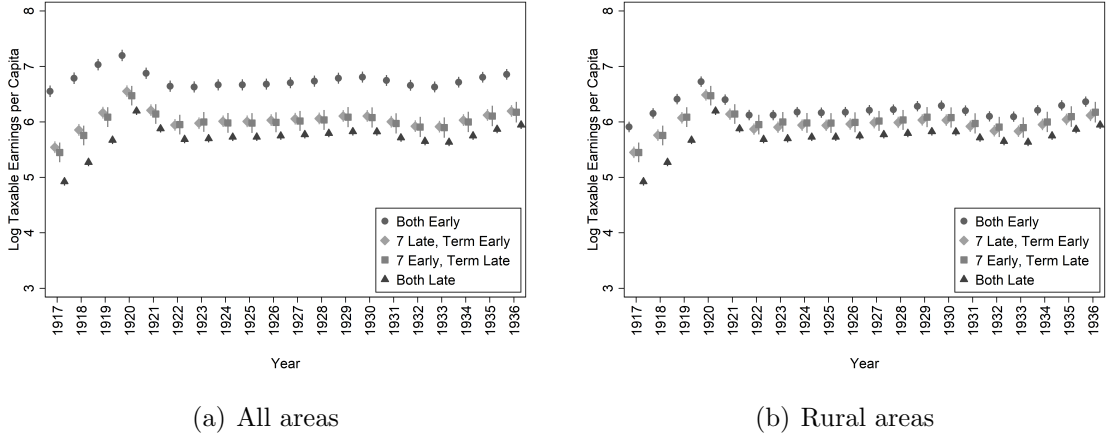 8
7
6
5
4
3
Log Taxable Earnings per Capita
Both Early
7 Late, Term Early
7 Early, Term Late
Both Late
1917 1918 1919 1920 1921 1922 1923 1924 1925 1926 1927 1928 1929 1930 1931 1932 1933 1934 1935 1936
Year
(a) All areas
8
7
6
5
4
3
Log Taxable Earnings per Capita
Both Early
7 Late, Term Early
7 Early, Term Late
Both Late
1917 1918 1919 1920 1921 1922 1923 1924 1925 1926 1927 1928 1929 1930 1931 1932 1933 1934 1935 1936
Year
(b) Rural areas